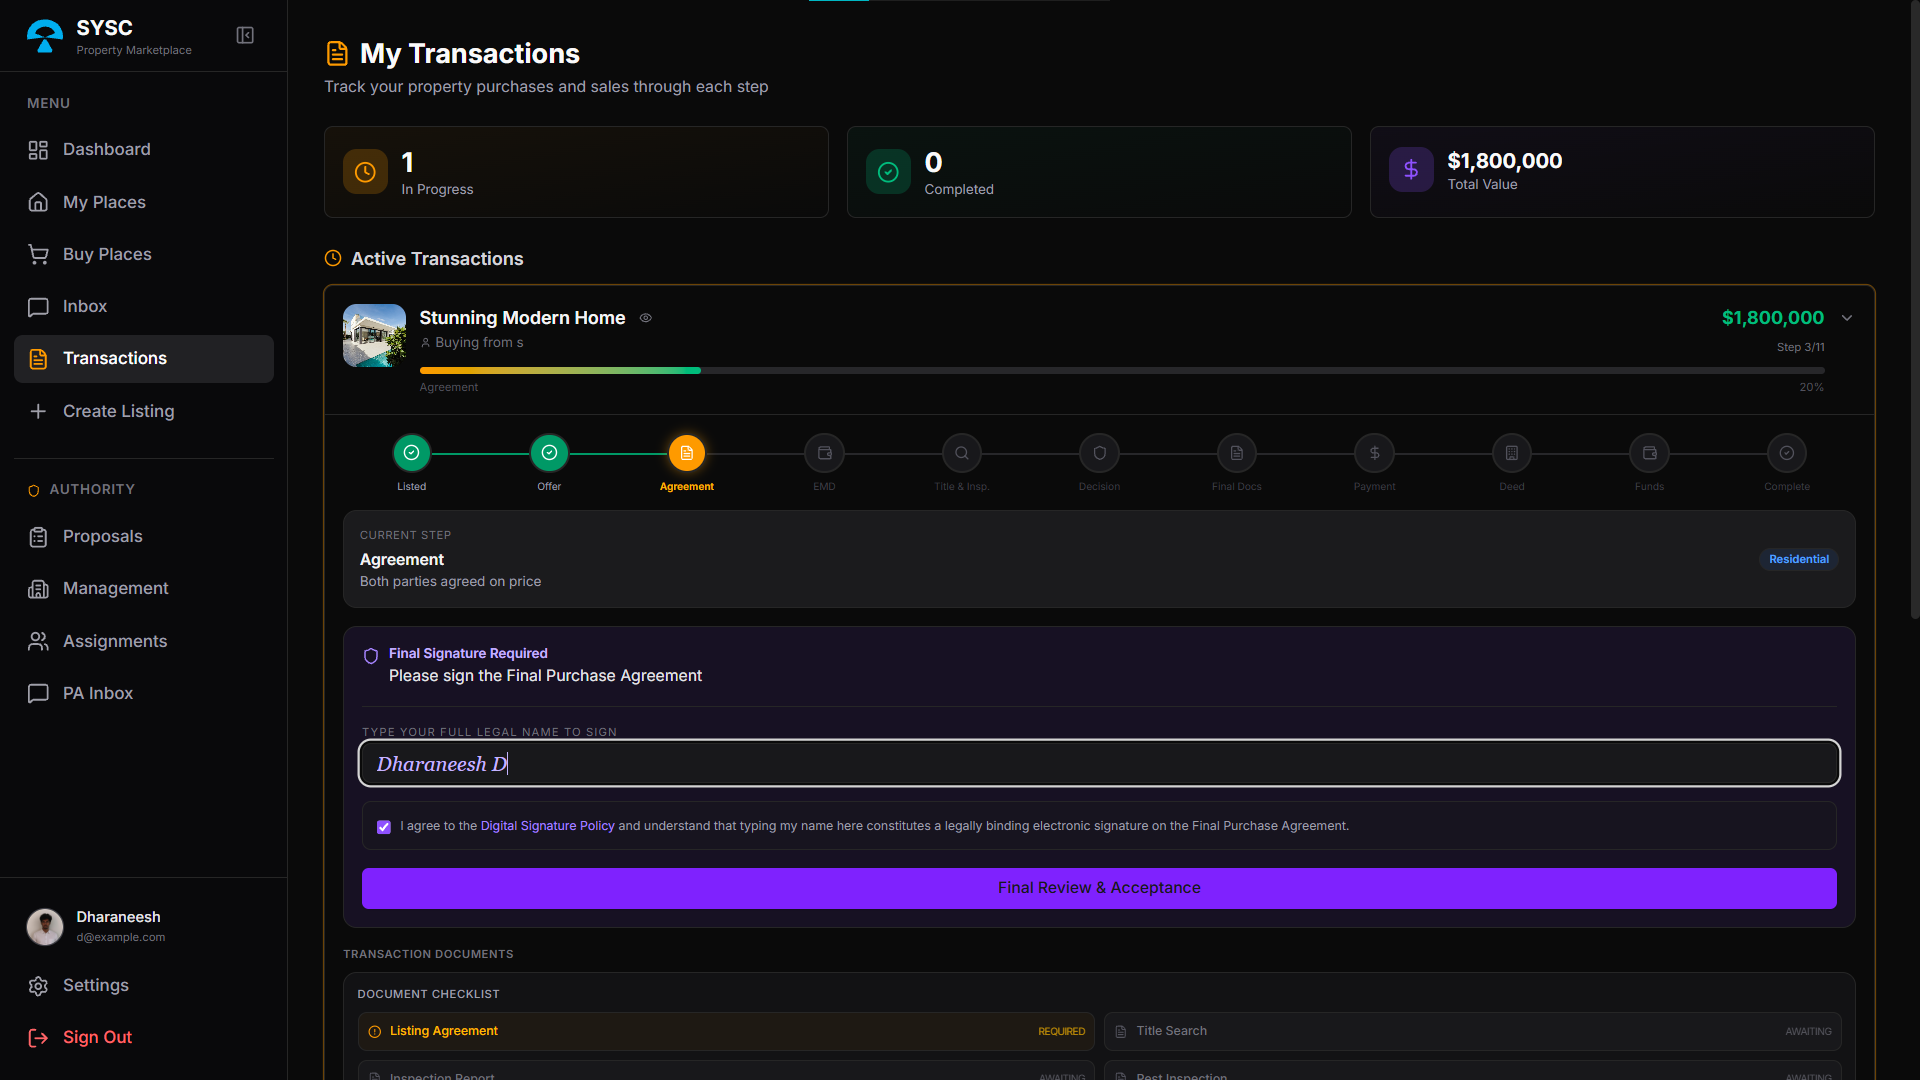 SYSC
Property Marketplace
MENU
Dashboard
My Places
Buy Places
Inbox
Transactions
Create Listing
AUTHORITY
Proposals
Management
Assignments
PA Inbox
Dharaneesh
d@example.com
Settings
Sign Out
My Transactions
Track your property purchases and sales through each step
1
In Progress
0
Completed
$1,800,000
Total Value
Active Transactions
Stunning Modern Home
$1,800,000
Buying from s
Step 3/11
Agreement
20%
Listed
Offer
Agreement
EMD
Title & Insp.
Decision
Final Docs
Payment
Deed
Funds
Complete
CURRENT STEP
Agreement
Both parties agreed on price
Residential
Final Signature Required
Please sign the Final Purchase Agreement
TYPE YOUR FULL LEGAL NAME TO SIGN
Dharaneesh D
I agree to the Digital Signature Policy and understand that typing my name here constitutes a legally binding electronic signature on the Final Purchase Agreement.
Final Review & Acceptance
TRANSACTION DOCUMENTS
DOCUMENT CHECKLIST
Listing Agreement
REQUIRED
Title Search
AWAITING
Inspection Report
AWAITING
Pest Inspection
AWAITING